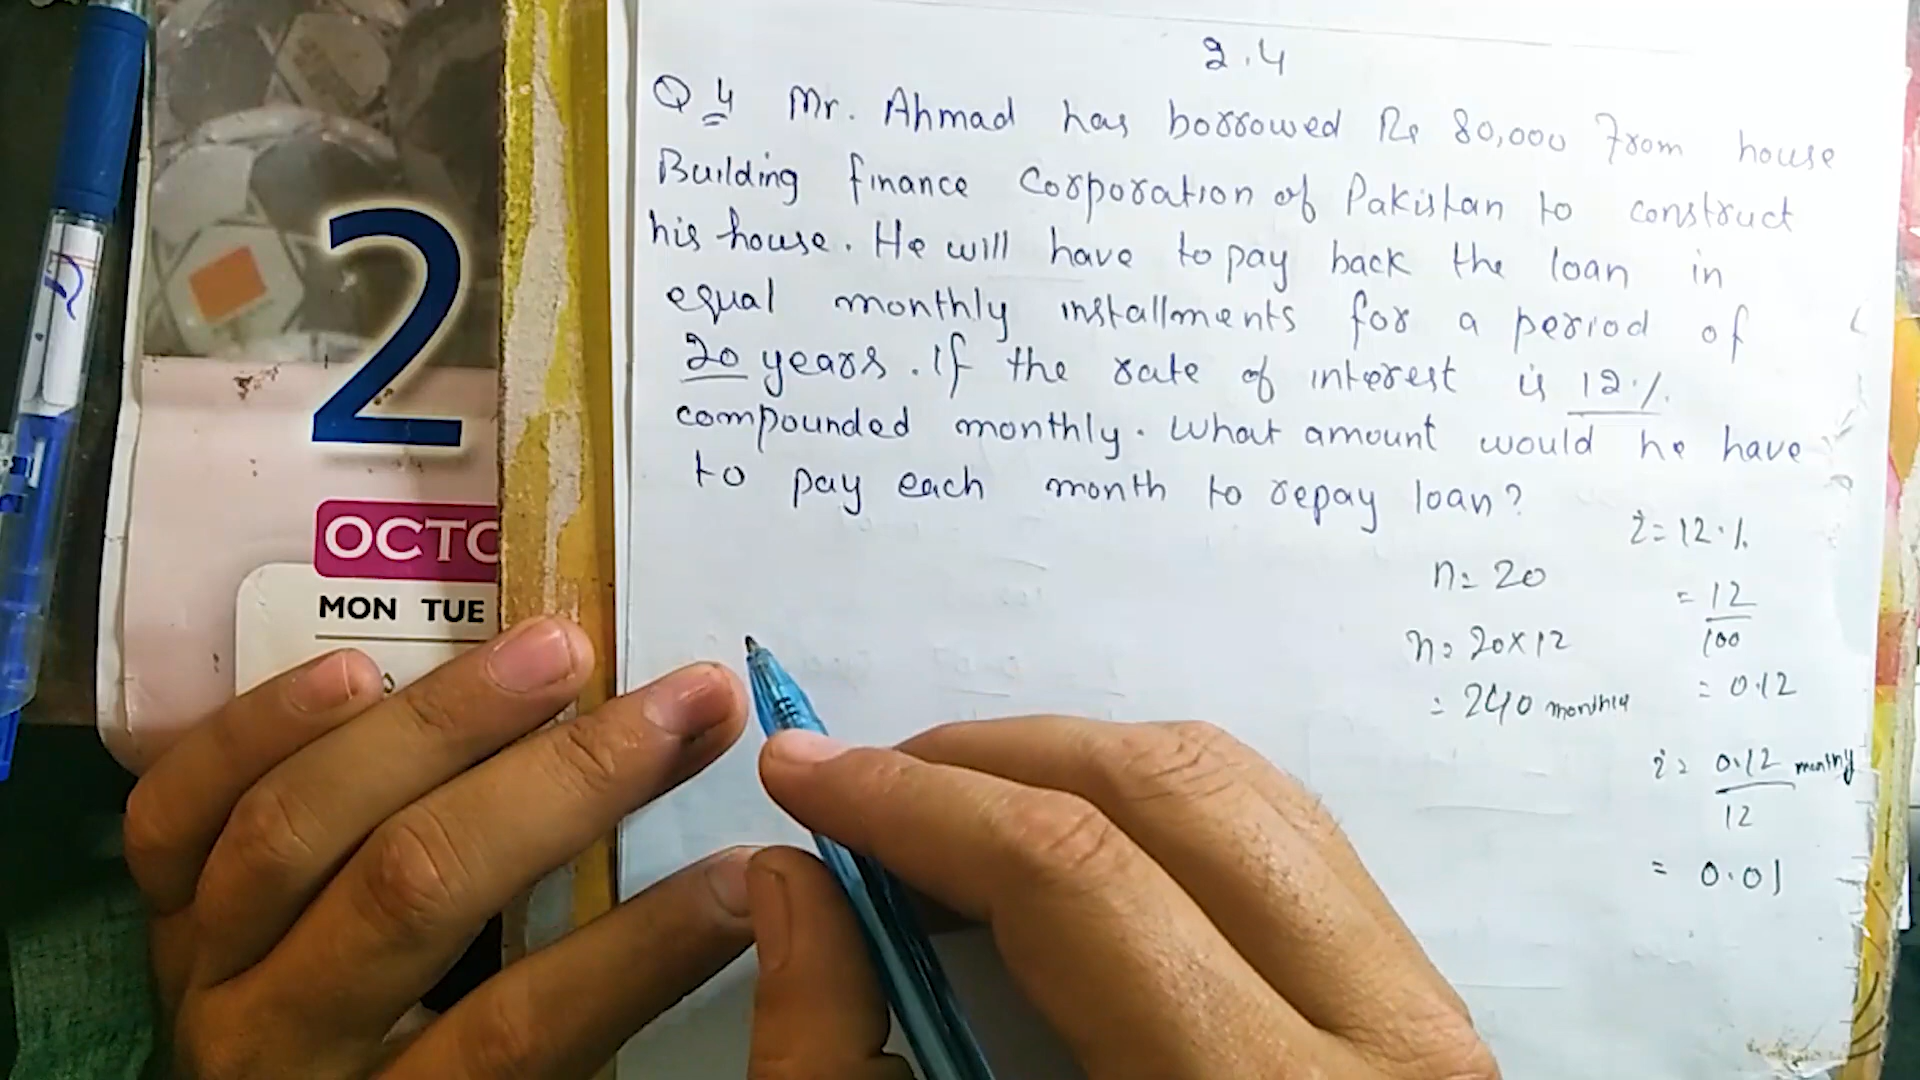 2.4
Q 4 Mr. Ahmad has borrowed Rs 80,000 from house
Building finance Corporation of Pakistan to construct
his house. He will have to pay back the loan in
equal monthly installments for a period of
20 years. If the rate of interest is 12%
compounded monthly. What amount would he have
to pay each month to repay loan?
n= 20
n= 20x12
= 240 monthly
i= 12%
= 12
100
= 0.12
i= 0.12 monthly
12
= 0.01
2
OCTO
MON TUE